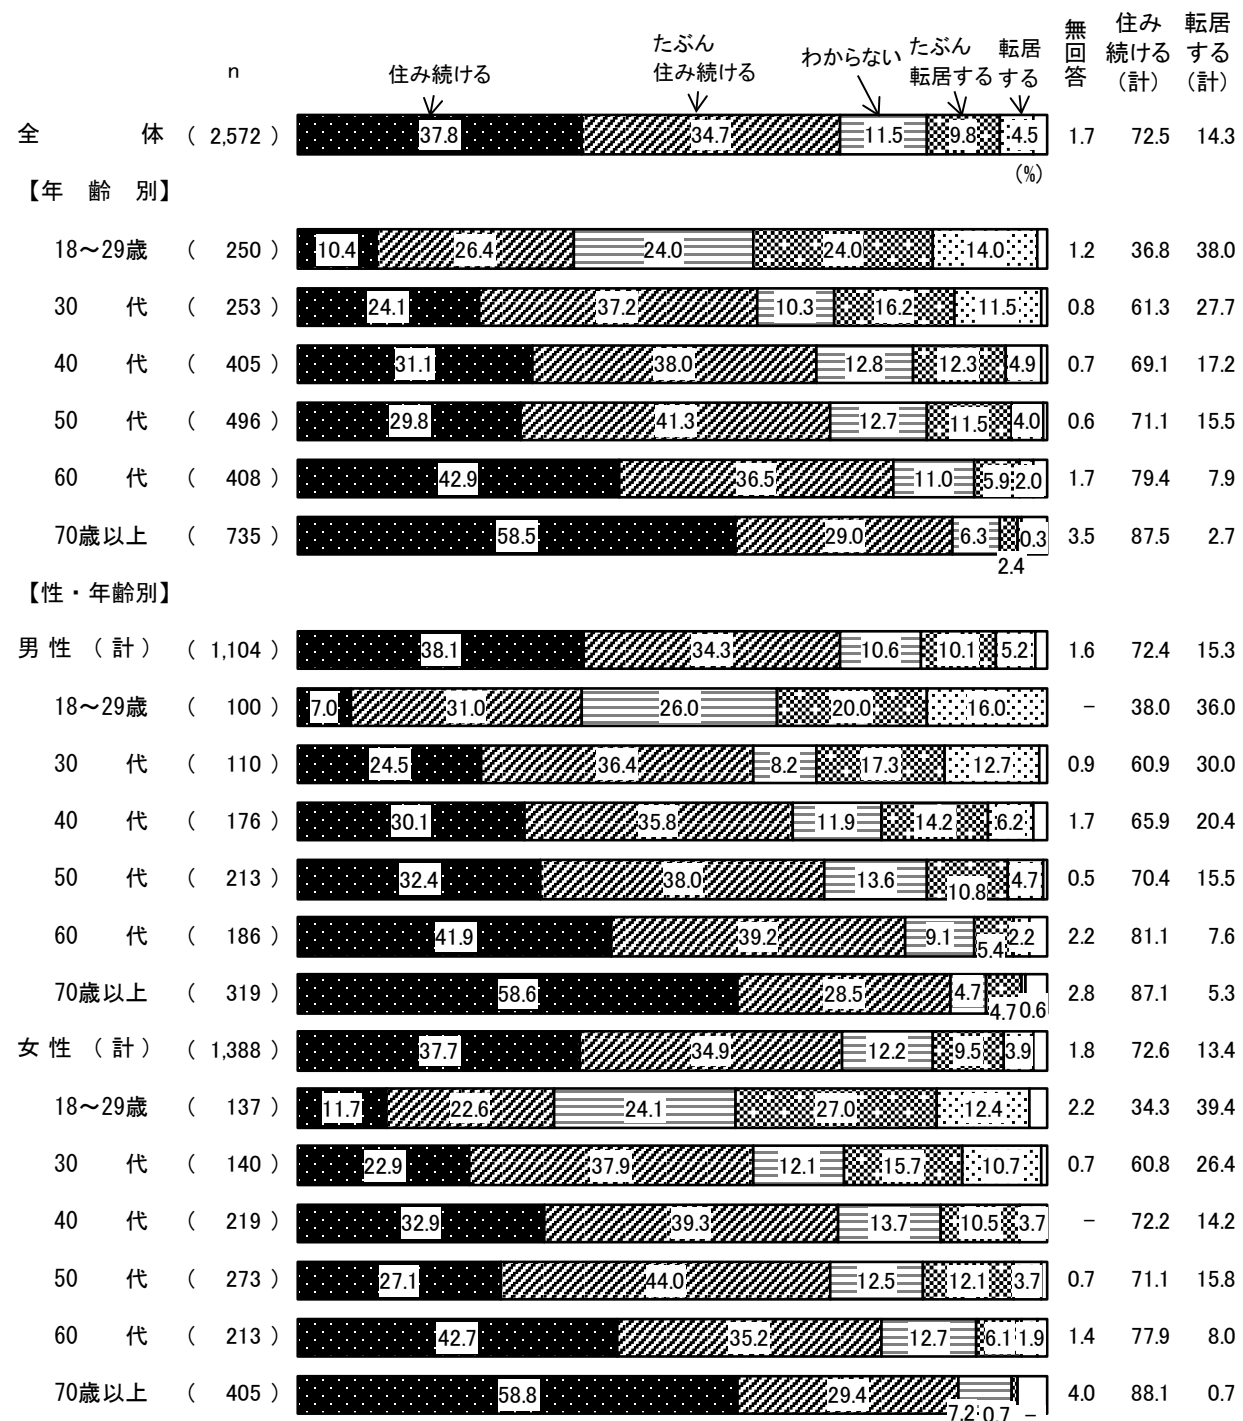 n 住み続ける たぶん住み続ける わからない たぶん転居する 転居する 無回答 住み続ける（計） 転居する（計）
全 体 ( 2,572 ) 37.8 34.7 11.5 9.8 4.5 1.7 72.5 14.3
(%)
【年 齢 別】
18～29歳 ( 250 ) 10.4 26.4 24.0 24.0 14.0 1.2 36.8 38.0
30 代 ( 253 ) 24.1 37.2 10.3 16.2 11.5 0.8 61.3 27.7
40 代 ( 405 ) 31.1 38.0 12.8 12.3 4.9 0.7 69.1 17.2
50 代 ( 496 ) 29.8 41.3 12.7 11.5 4.0 0.6 71.1 15.5
60 代 ( 408 ) 42.9 36.5 11.0 5.9 2.0 1.7 79.4 7.9
70歳以上 ( 735 ) 58.5 29.0 6.3 2.4 0.3 3.5 87.5 2.7
【性・年齢別】
男 性 （ 計 ） ( 1,104 ) 38.1 34.3 10.6 10.1 5.2 1.6 72.4 15.3
18～29歳 ( 100 ) 7.0 31.0 26.0 20.0 16.0 － 38.0 36.0
30 代 ( 110 ) 24.5 36.4 8.2 17.3 12.7 0.9 60.9 30.0
40 代 ( 176 ) 30.1 35.8 11.9 14.2 6.2 1.7 65.9 20.4
50 代 ( 213 ) 32.4 38.0 13.6 10.8 4.7 0.5 70.4 15.5
60 代 ( 186 ) 41.9 39.2 9.1 5.4 2.2 2.2 81.1 7.6
70歳以上 ( 319 ) 58.6 28.5 4.7 4.7 0.6 2.8 87.1 5.3
女 性 （ 計 ） ( 1,388 ) 37.7 34.9 12.2 9.5 3.9 1.8 72.6 13.4
18～29歳 ( 137 ) 11.7 22.6 24.1 27.0 12.4 2.2 34.3 39.4
30 代 ( 140 ) 22.9 37.9 12.1 15.7 10.7 0.7 60.8 26.4
40 代 ( 219 ) 32.9 39.3 13.7 10.5 3.7 － 72.2 14.2
50 代 ( 273 ) 27.1 44.0 12.5 12.1 3.7 0.7 71.1 15.8
60 代 ( 213 ) 42.7 35.2 12.7 6.1 1.9 1.4 77.9 8.0
70歳以上 ( 405 ) 58.8 29.4 7.2 0.7 － 4.0 88.1 0.7